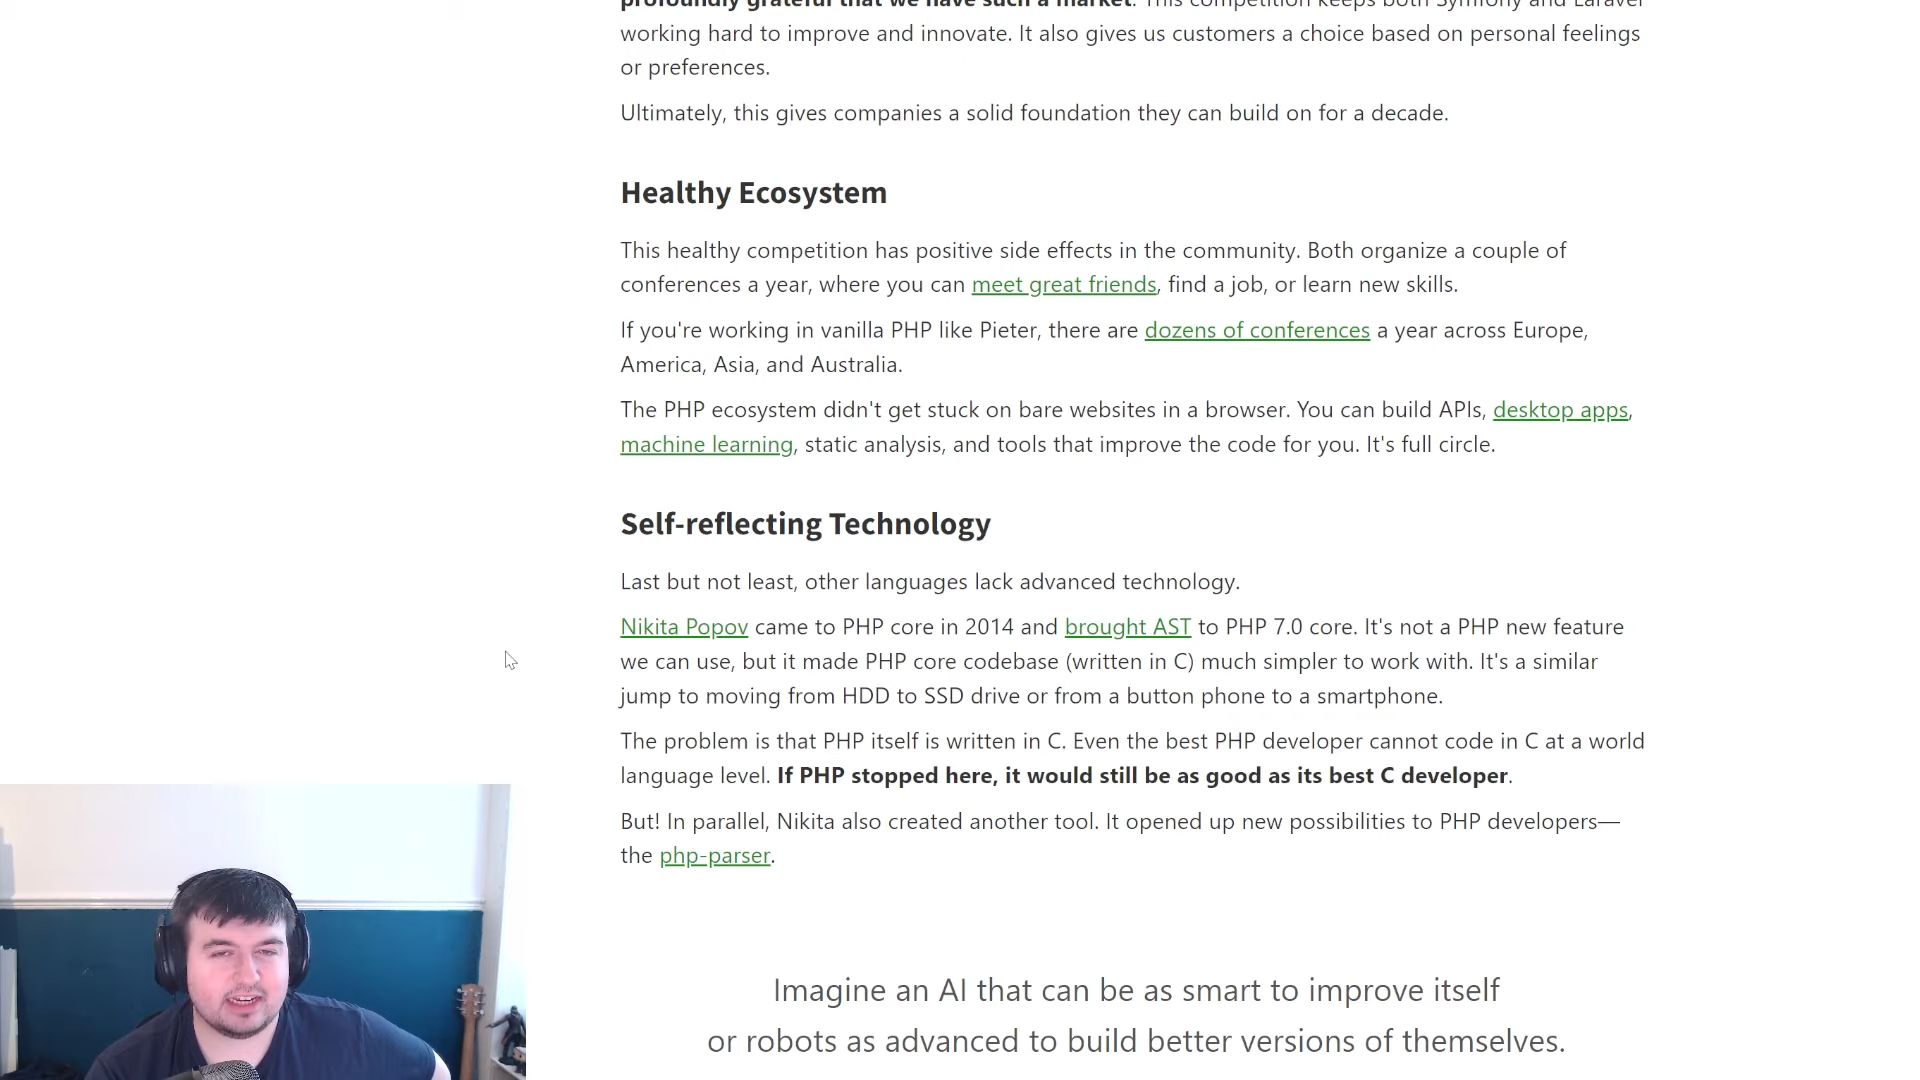 profoundly grateful that we have such a market. This competition keeps both Symfony and Laravel
working hard to improve and innovate. It also gives us customers a choice based on personal feelings
or preferences.
Ultimately, this gives companies a solid foundation they can build on for a decade.
Healthy Ecosystem
This healthy competition has positive side effects in the community. Both organize a couple of
conferences a year, where you can meet great friends, find a job, or learn new skills.
If you're working in vanilla PHP like Pieter, there are dozens of conferences a year across Europe,
America, Asia, and Australia.
The PHP ecosystem didn't get stuck on bare websites in a browser. You can build APIs, desktop apps,
machine learning, static analysis, and tools that improve the code for you. It's full circle.
Self-reflecting Technology
Last but not least, other languages lack advanced technology.
Nikita Popov came to PHP core in 2014 and brought AST to PHP 7.0 core. It's not a PHP new feature
we can use, but it made PHP core codebase (written in C) much simpler to work with. It's a similar
jump to moving from HDD to SSD drive or from a button phone to a smartphone.
The problem is that PHP itself is written in C. Even the best PHP developer cannot code in C at a world
language level. If PHP stopped here, it would still be as good as its best C developer.
But! In parallel, Nikita also created another tool. It opened up new possibilities to PHP developers—
the php-parser.
Imagine an AI that can be as smart to improve itself
or robots as advanced to build better versions of themselves.